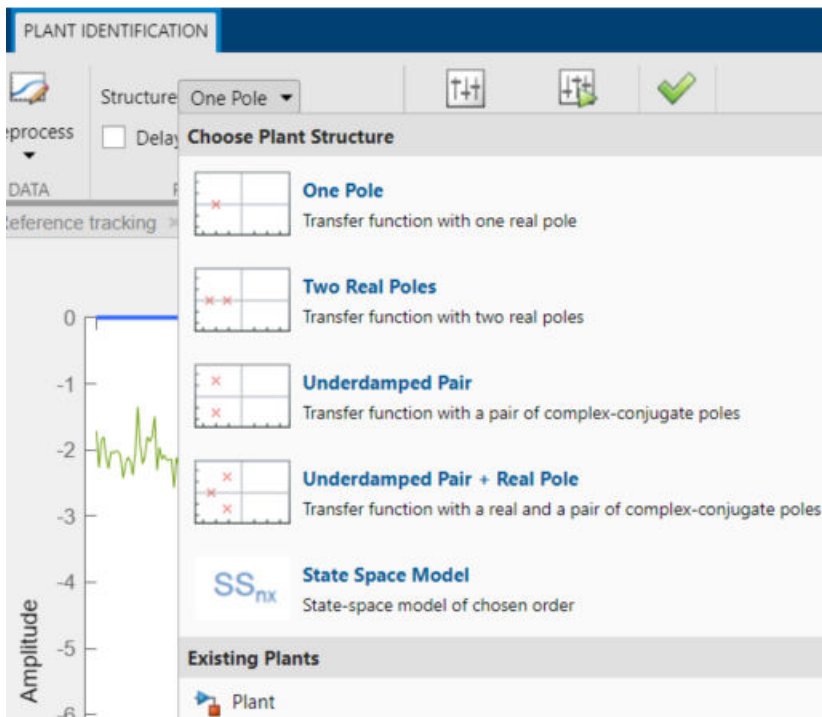 PLANT IDENTIFICATION
Structure One Pole
eprocess
Delay
Choose Plant Structure
DATA
One Pole
Transfer function with one real pole
eference tracking
Two Real Poles
Transfer function with two real poles
0
Underdamped Pair
-1
Transfer function with a pair of complex-conjugate poles
-2
Underdamped Pair + Real Pole
Transfer function with a real and a pair of complex-conjugate poles
-3
State Space Model
SSnx
-4
State-space model of chosen order
Amplitude
-5
Existing Plants
Plant
-6